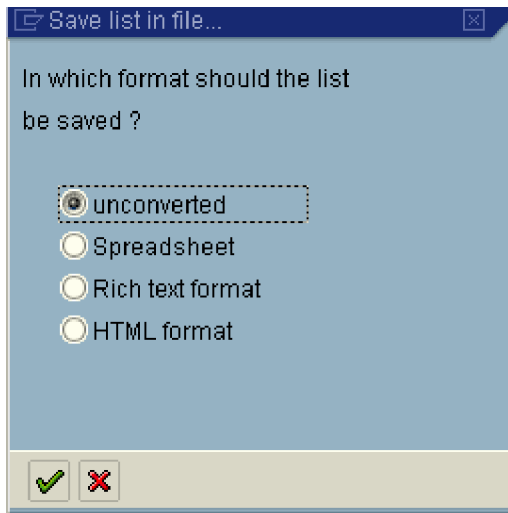 Save list in file...
In which format should the list
be saved ?
unconverted
Spreadsheet
Rich text format
HTML format